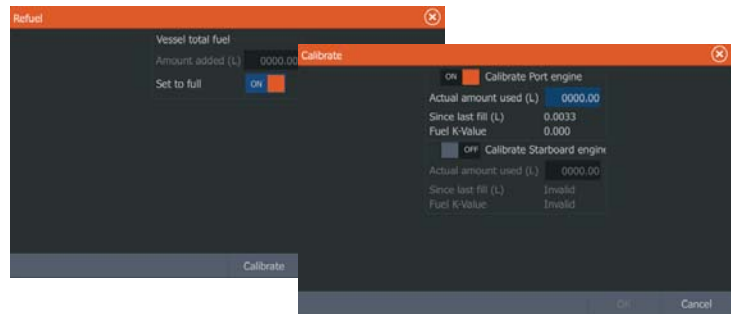 Refuel
Vessel total fuel
Amount added (L) 0000.00
Set to full ON
Calibrate
Calibrate
ON Calibrate Port engine
Actual amount used (L) 0000.00
Since last fill (L) 0.0033
Fuel K-Value 0.000
OFF Calibrate Starboard engine
Actual amount used (L) 0000.00
Since last fill (L) Invalid
Fuel K-Value Invalid
Cancel